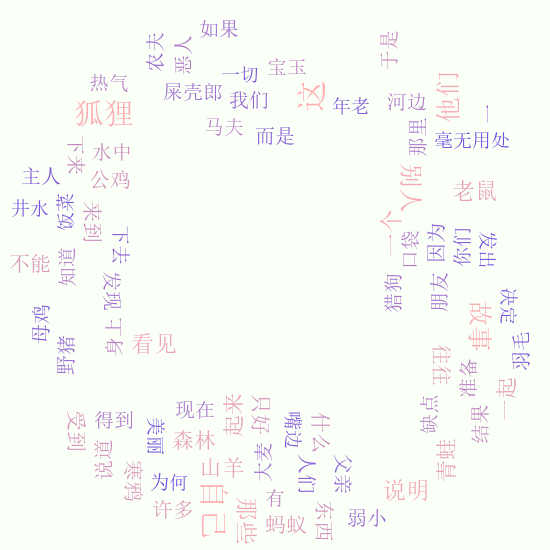 如果
于是
农夫
恶人
一切
宝玉
热气
屎壳郎
我们
这
年老
河边
他们
一
狐狸
马夫
而是
那里
毫无用处
下来
水中
主人
公鸡
别人
老鼠
井水
饭菜
来到
下去
一个
口袋
因为
你们
发出
不能
知道
发现
猎狗
朋友
决定
母鸡
身上
看见
故事
毛羽
野猪
往往
准备
一起
现在
起来
只好
缺点
结果
受到
得到
美丽
森林
嘴边
什么
说道
寒鸦
为何
山羊
大麦
人们
父亲
青蛙
许多
自己
那些
有
蚂蚁
东西
弱小
说明